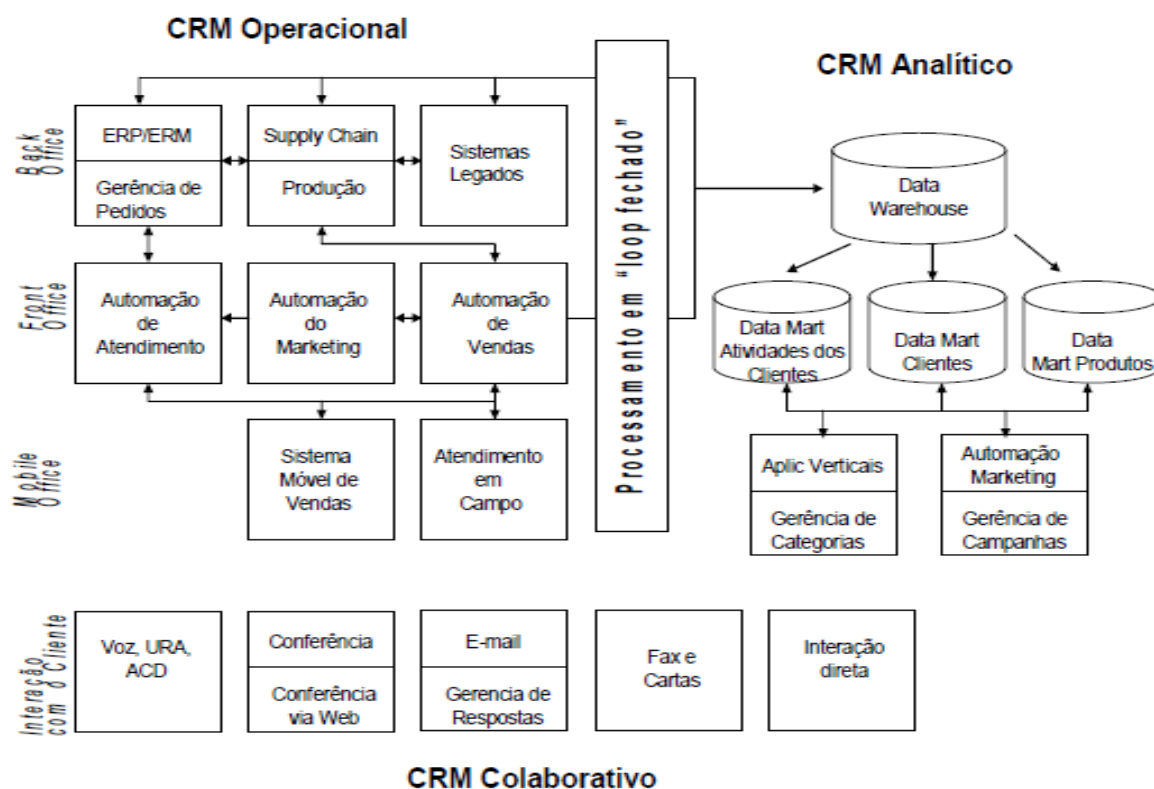 CRM Operacional
CRM Analítico
Back
Office
ERP/ERM
Gerência de
Pedidos
Supply Chain
Produção
Sistemas
Legados
Processamento em “loop fechado”
Data
Warehouse
Front
Office
Automação
de
Atendimento
Automação
do
Marketing
Automação
de
Vendas
Data Mart
Atividades dos
Clientes
Data Mart
Clientes
Data
Mart Produtos
Mobile
Office
Sistema
Móvel de
Vendas
Atendimento
em
Campo
Aplic Verticais
Gerência de
Categorias
Automação
Marketing
Gerência de
Campanhas
Interação
com o Cliente
Voz, URA,
ACD
Conferência
Conferência
via Web
E-mail
Gerencia de
Respostas
Fax e
Cartas
Interação
direta
CRM Colaborativo